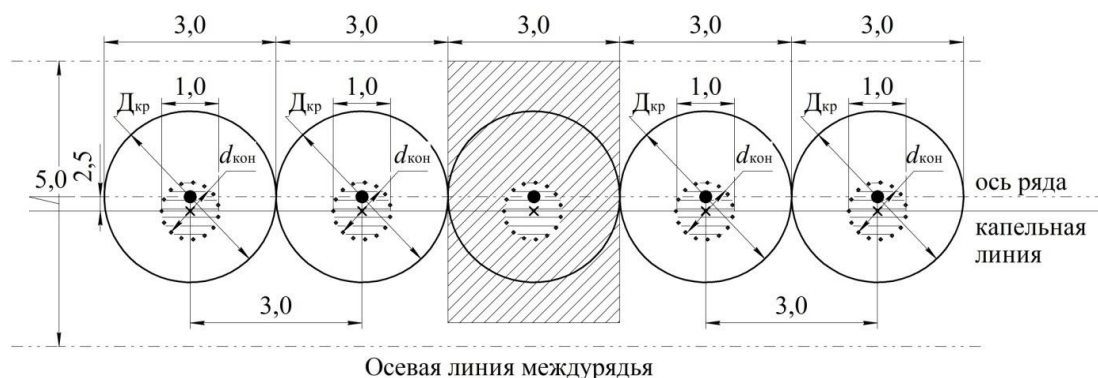 3,0 3,0 3,0 3,0 3,0
1,0 1,0 1,0 1,0
Дкр Дкр Дкр Дкр
dкон dкон dкон dкон
5,0
2,5
ось ряда
капельная
линия
3,0 3,0
Осевая линия междурядья